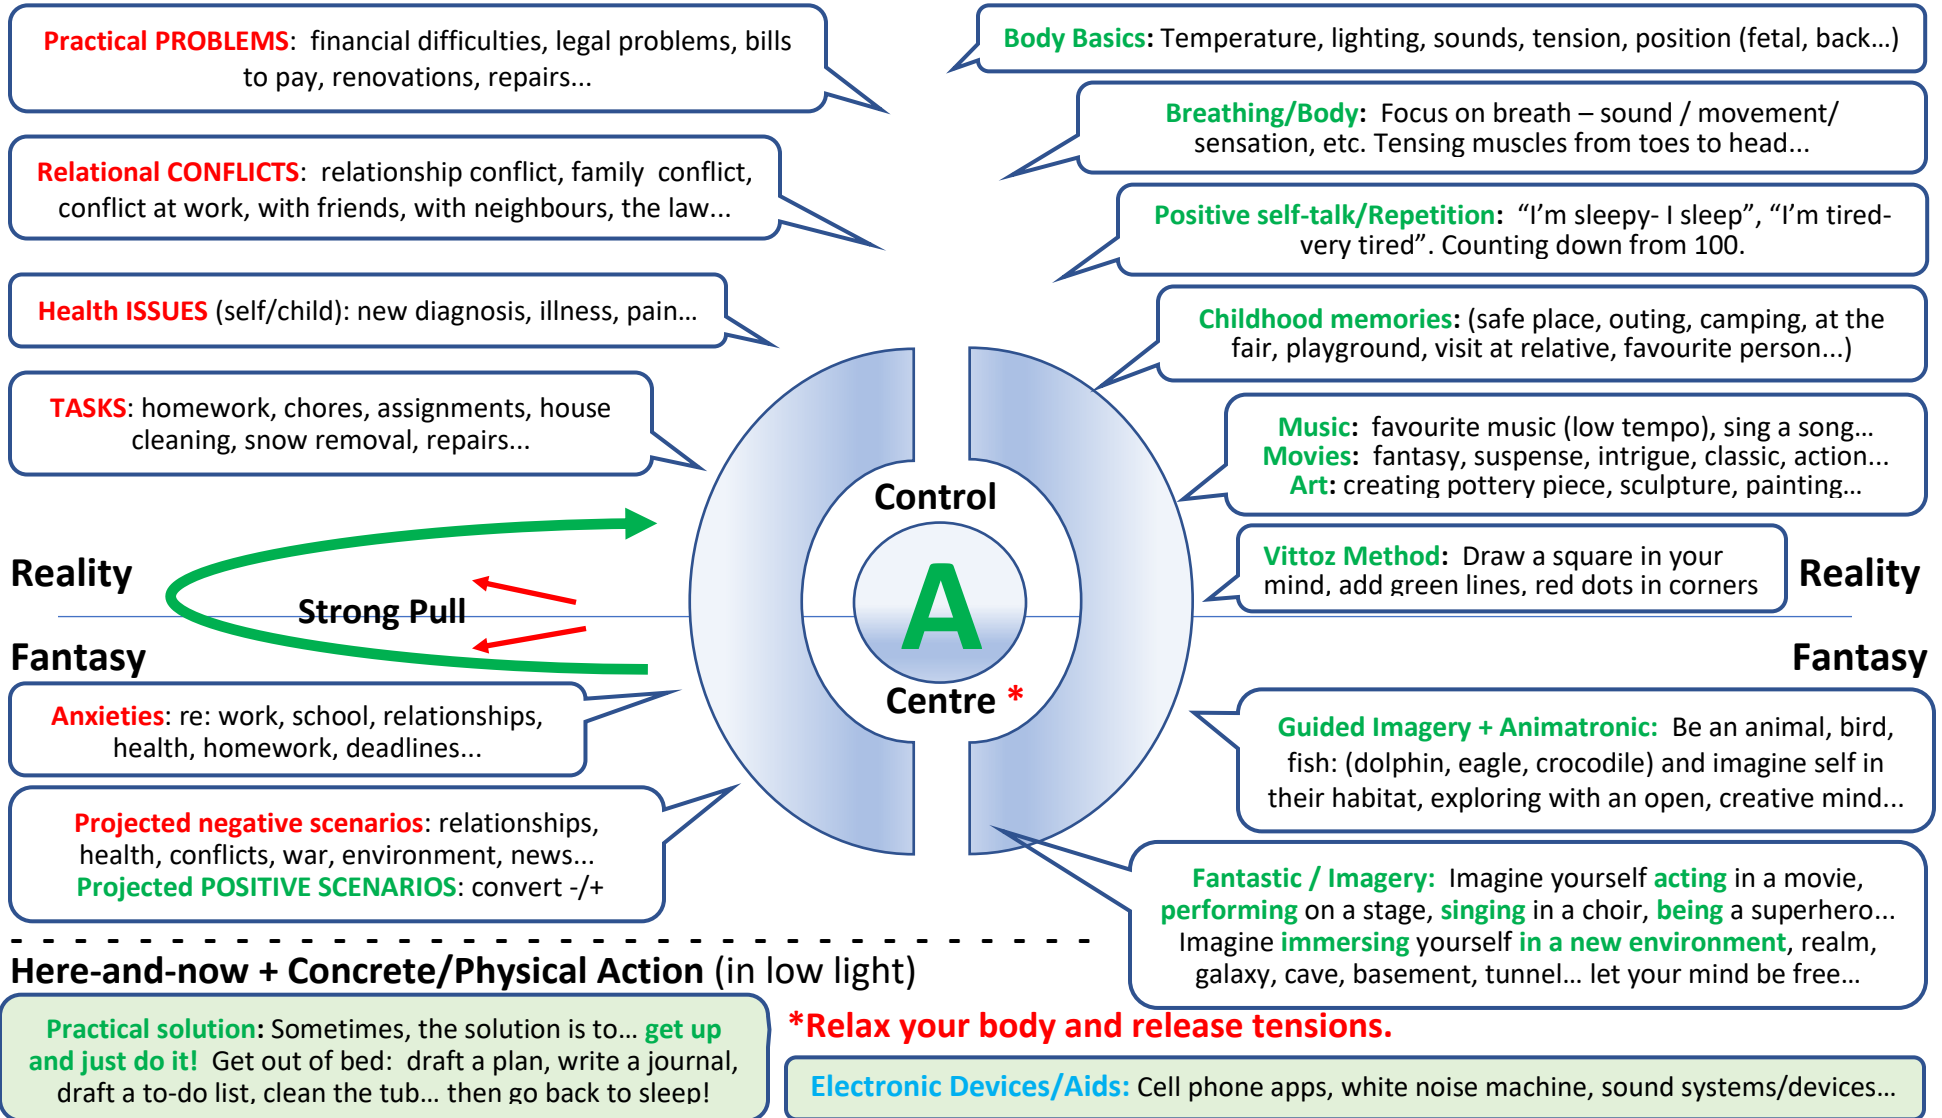 Practical PROBLEMS: financial difficulties, legal problems, bills
to pay, renovations, repairs...
Relational CONFLICTS: relationship conflict, family conflict,
conflict at work, with friends, with neighbours, the law...
Health ISSUES (self/child): new diagnosis, illness, pain...
TASKS: homework, chores, assignments, house
cleaning, snow removal, repairs...
Reality
Strong Pull
Fantasy
Anxieties: re: work, school, relationships,
health, homework, deadlines...
Projected negative scenarios: relationships,
health, conflicts, war, environment, news...
Projected POSITIVE SCENARIOS: convert -/+
Control
A
Centre *
Body Basics: Temperature, lighting, sounds, tension, position (fetal, back...)
Breathing/Body: Focus on breath – sound / movement/
sensation, etc. Tensing muscles from toes to head...
Positive self-talk/Repetition: “I’m sleepy- I sleep”, “I’m tired-
very tired”. Counting down from 100.
Childhood memories: (safe place, outing, camping, at the
fair, playground, visit at relative, favourite person...)
Music: favourite music (low tempo), sing a song...
Movies: fantasy, suspense, intrigue, classic, action...
Art: creating pottery piece, sculpture, painting...
Vittoz Method: Draw a square in your
mind, add green lines, red dots in corners
Reality
Fantasy
Guided Imagery + Animatronic: Be an animal, bird,
fish: (dolphin, eagle, crocodile) and imagine self in
their habitat, exploring with an open, creative mind...
Fantastic / Imagery: Imagine yourself acting in a movie,
performing on a stage, singing in a choir, being a superhero...
Imagine immersing yourself in a new environment, realm,
galaxy, cave, basement, tunnel... let your mind be free...
Here-and-now + Concrete/Physical Action (in low light)
Practical solution: Sometimes, the solution is to... get up
and just do it! Get out of bed: draft a plan, write a journal,
draft a to-do list, clean the tub... then go back to sleep!
*Relax your body and release tensions.
Electronic Devices/Aids: Cell phone apps, white noise machine, sound systems/devices...